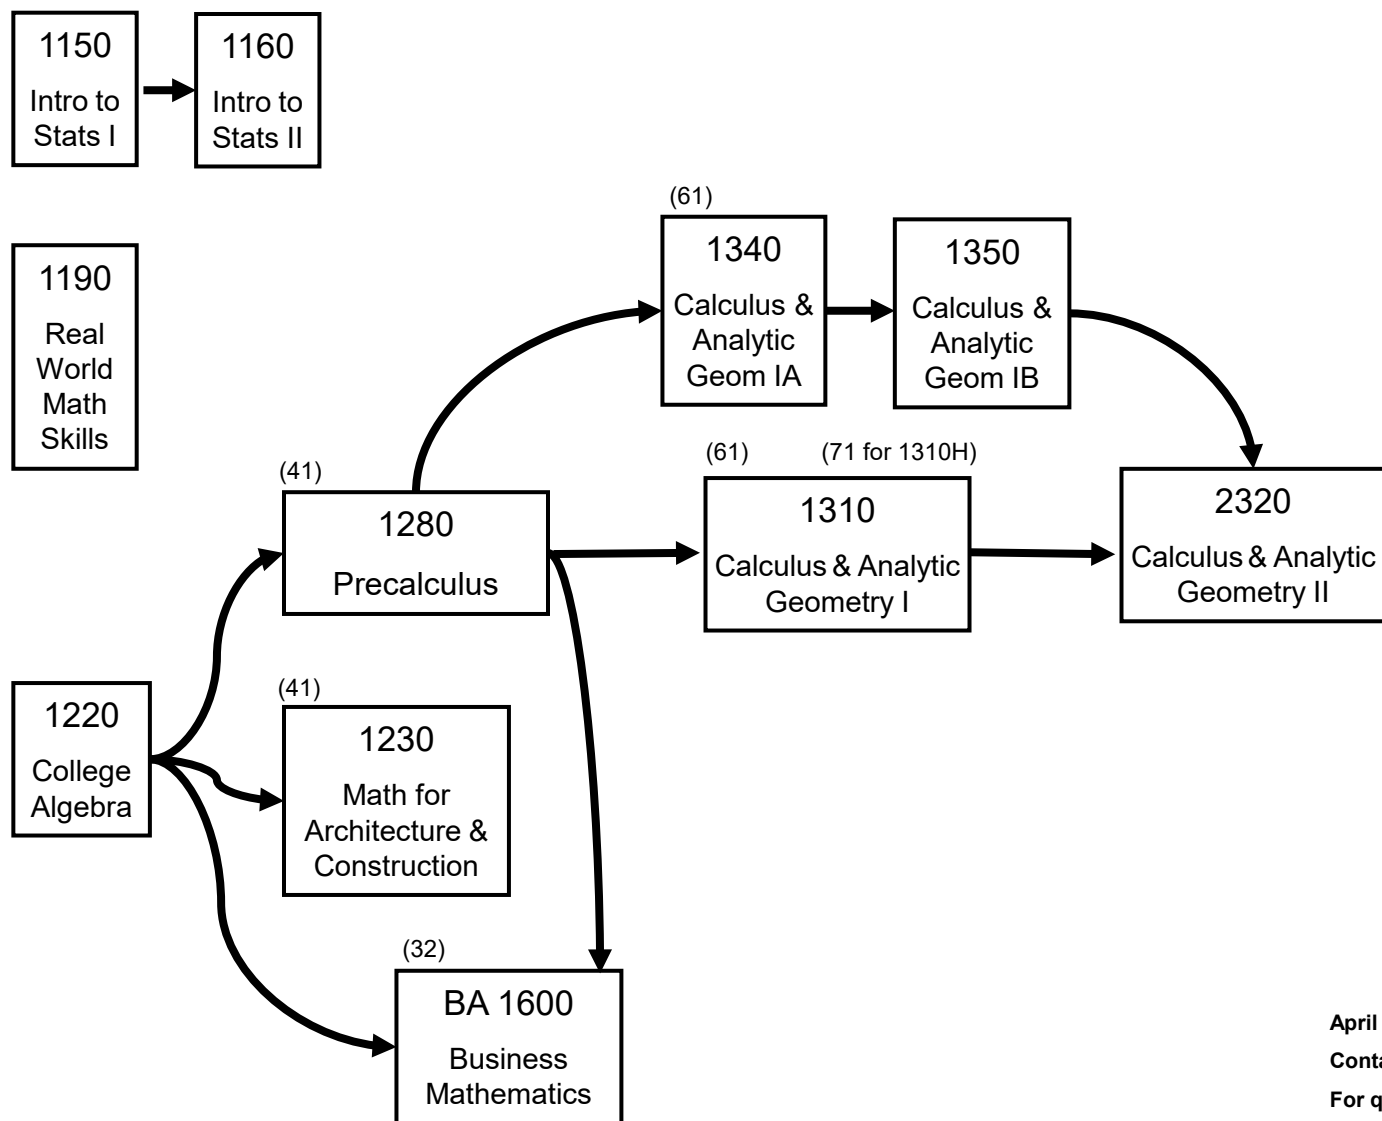 1150
Intro to
Stats I
1160
Intro to
Stats II
1190
Real
World
Math
Skills
(61)
1340
Calculus &
Analytic
Geom IA
1350
Calculus &
Analytic
Geom IB
(41)
1280
Precalculus
(61) (71 for 1310H)
1310
Calculus & Analytic
Geometry I
2320
Calculus & Analytic
Geometry II
1220
College
Algebra
(41)
1230
Math for
Architecture &
Construction
(32)
BA 1600
Business
Mathematics
April
For